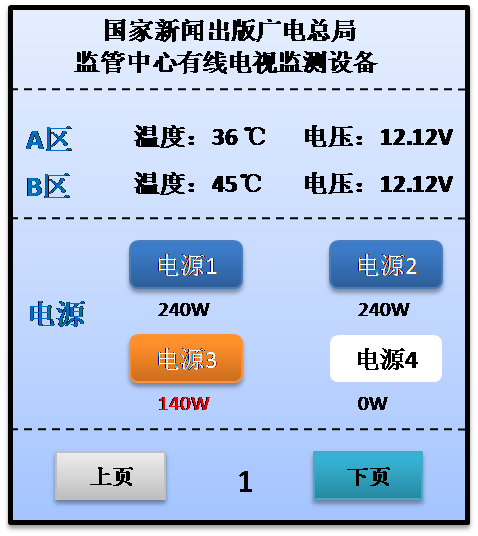 国家新闻出版广电总局
监管中心有线电视监测设备
A区 温度：36℃ 电压：12.12V
B区 温度：45℃ 电压：12.12V
电源1 电源2
240W 240W
电源
电源3 电源4
140W 0W
上页 1 下页